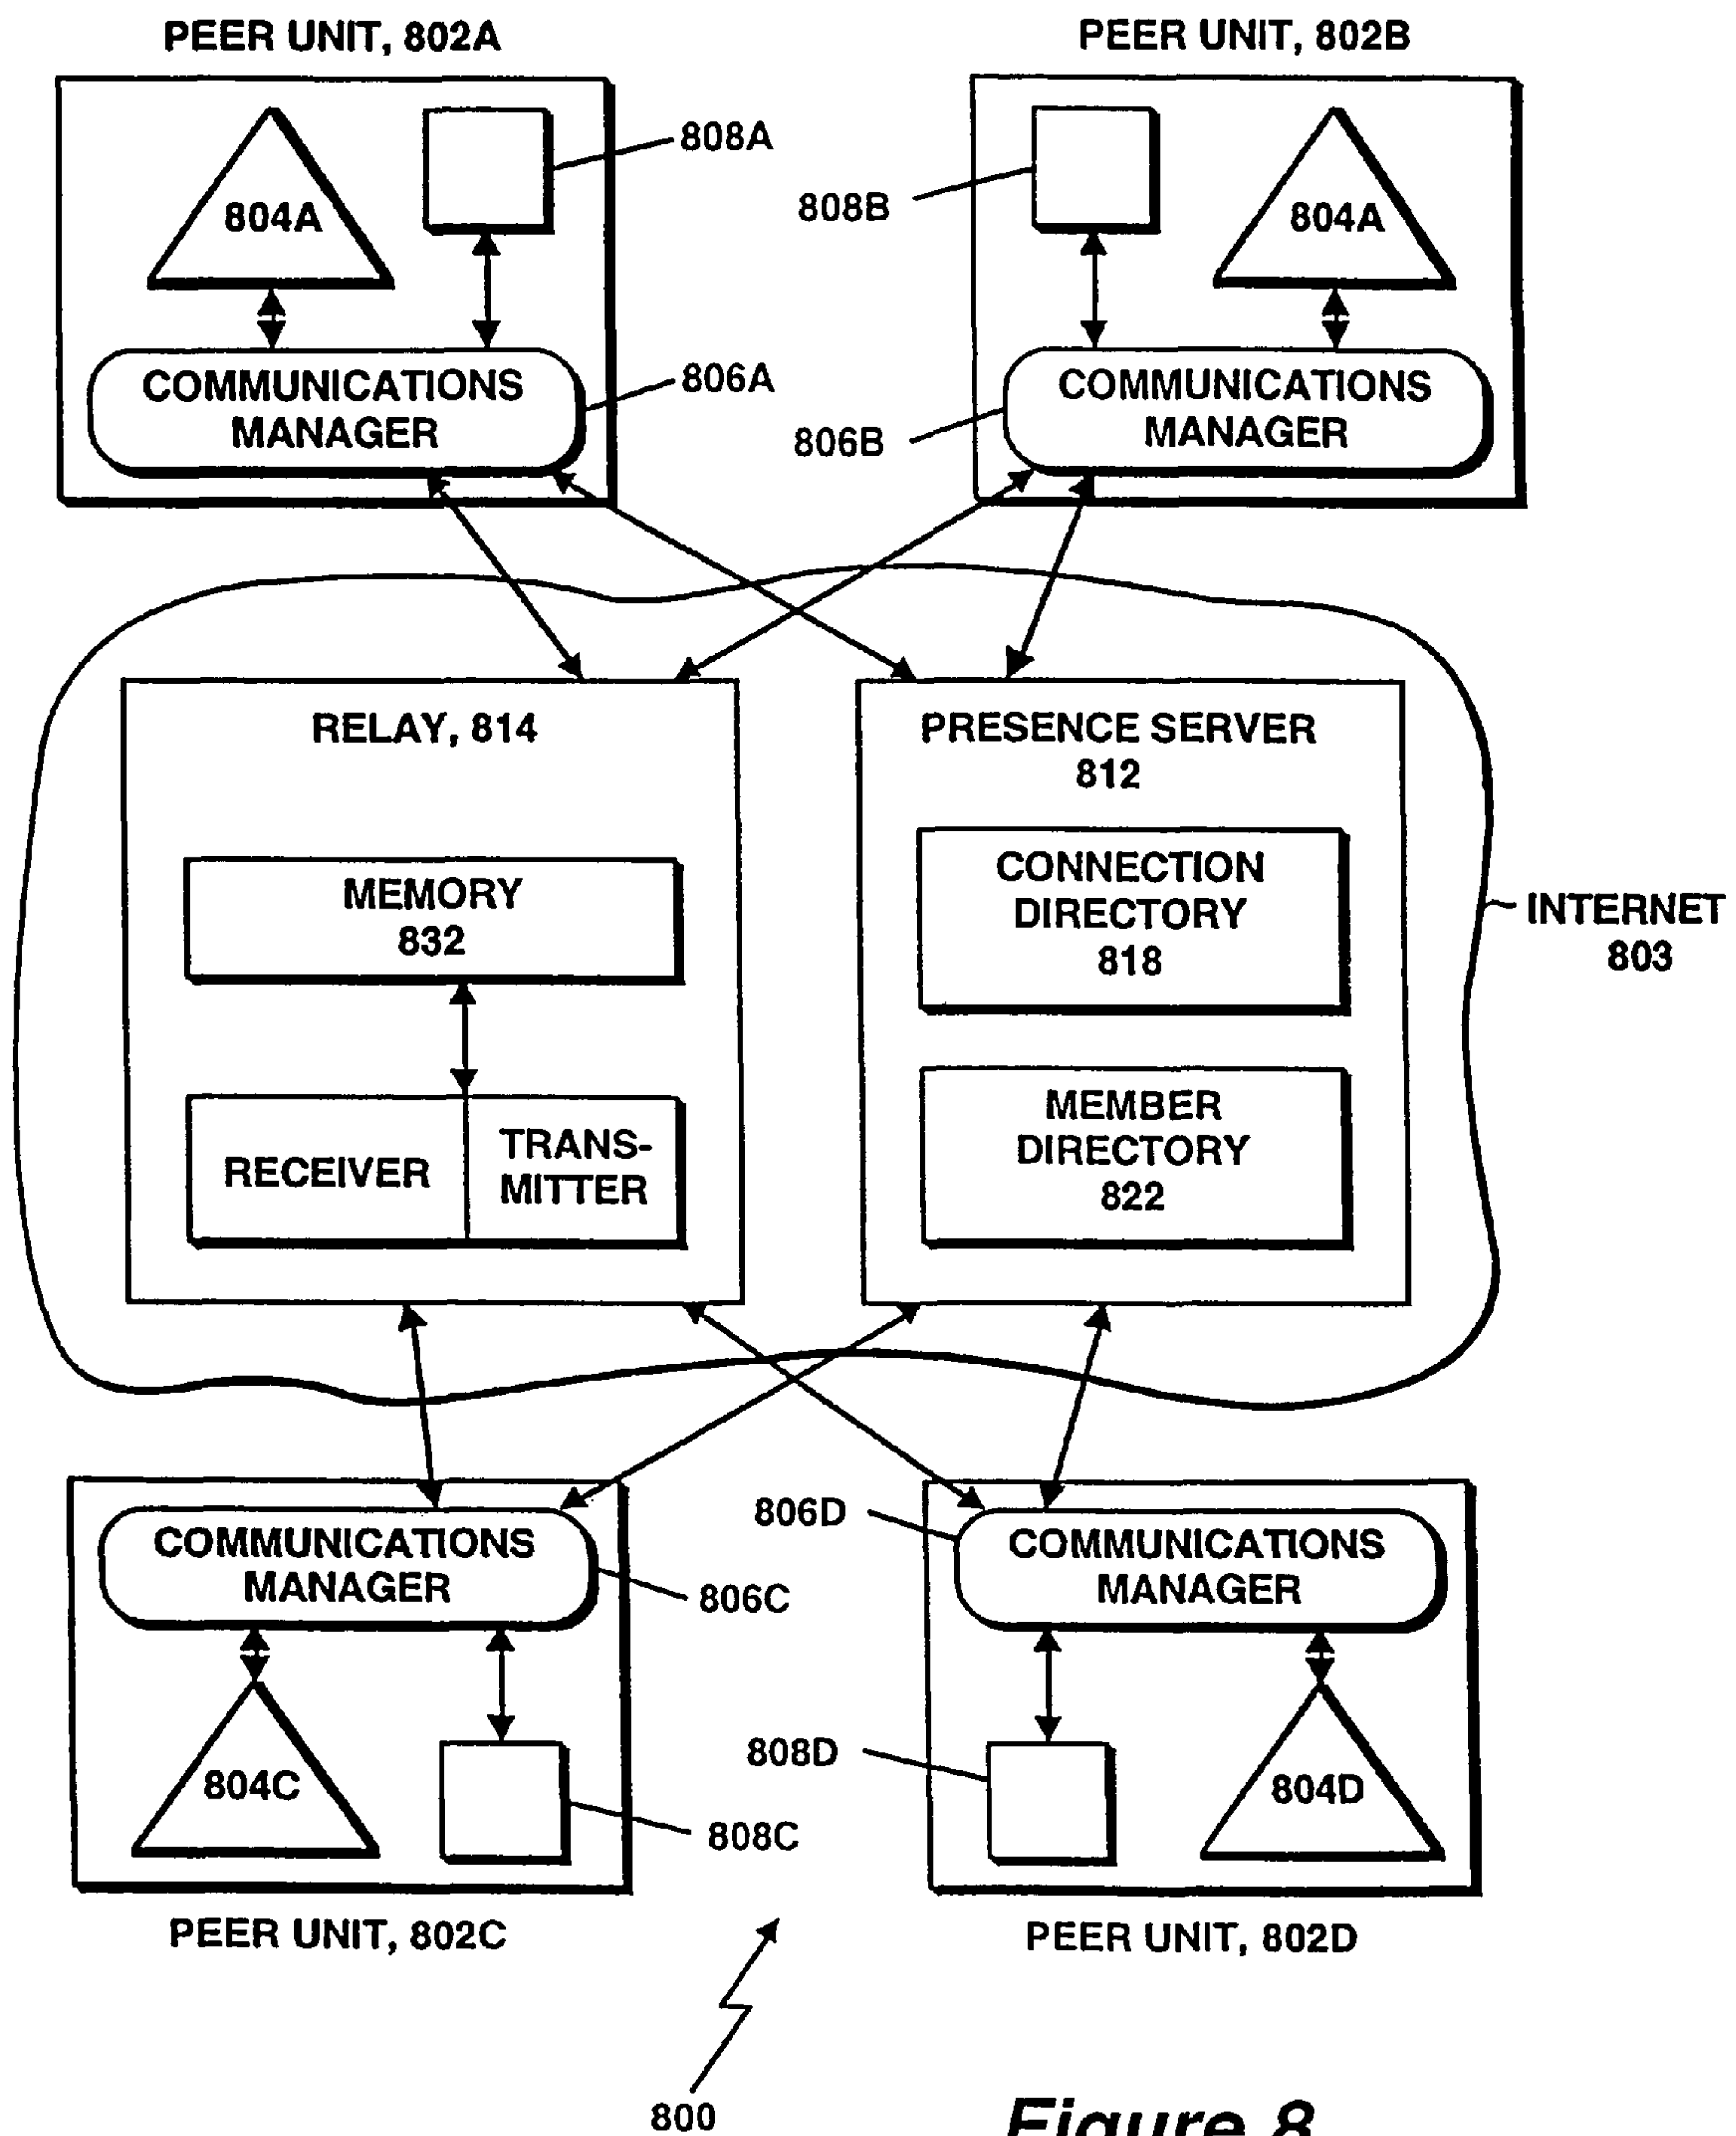 PEER UNIT, 802A
PEER UNIT, 802B
804A
808A
808B
804A
COMMUNICATIONS
MANAGER
806A
806B
COMMUNICATIONS
MANAGER
RELAY, 814
PRESENCE SERVER
812
MEMORY
832
CONNECTION
DIRECTORY
818
INTERNET
803
RECEIVER
TRANS-
MITTER
MEMBER
DIRECTORY
822
COMMUNICATIONS
MANAGER
806C
806D
COMMUNICATIONS
MANAGER
804C
808C
808D
804D
PEER UNIT, 802C
PEER UNIT, 802D
800
Figure 8